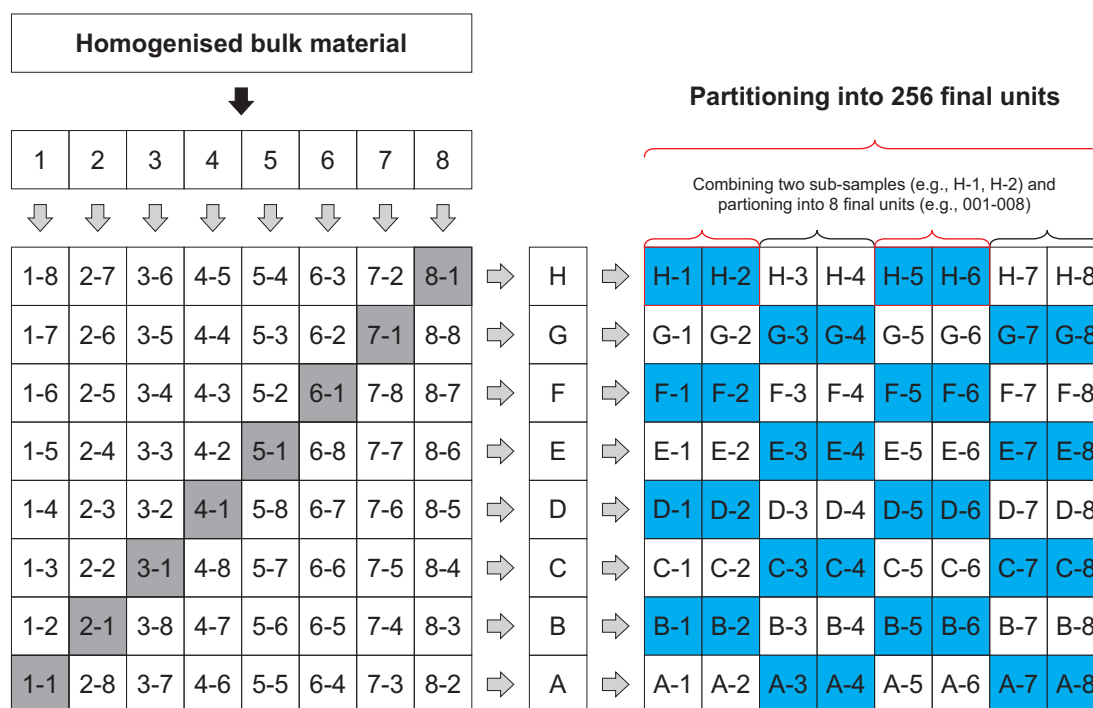 Homogenised bulk material
Partitioning into 256 final units
1 2 3 4 5 6 7 8
Combining two sub-samples (e.g., H-1, H-2) and
partioning into 8 final units (e.g., 001-008)
1-8 2-7 3-6 4-5 5-4 6-3 7-2 8-1 H H-1 H-2 H-3 H-4 H-5 H-6 H-7 H-8
1-7 2-6 3-5 4-4 5-3 6-2 7-1 8-8 G G-1 G-2 G-3 G-4 G-5 G-6 G-7 G-8
1-6 2-5 3-4 4-3 5-2 6-1 7-8 8-7 F F-1 F-2 F-3 F-4 F-5 F-6 F-7 F-8
1-5 2-4 3-3 4-2 5-1 6-8 7-7 8-6 E E-1 E-2 E-3 E-4 E-5 E-6 E-7 E-8
1-4 2-3 3-2 4-1 5-8 6-7 7-6 8-5 D D-1 D-2 D-3 D-4 D-5 D-6 D-7 D-8
1-3 2-2 3-1 4-8 5-7 6-6 7-5 8-4 C C-1 C-2 C-3 C-4 C-5 C-6 C-7 C-8
1-2 2-1 3-8 4-7 5-6 6-5 7-4 8-3 B B-1 B-2 B-3 B-4 B-5 B-6 B-7 B-8
1-1 2-8 3-7 4-6 5-5 6-4 7-3 8-2 A A-1 A-2 A-3 A-4 A-5 A-6 A-7 A-8